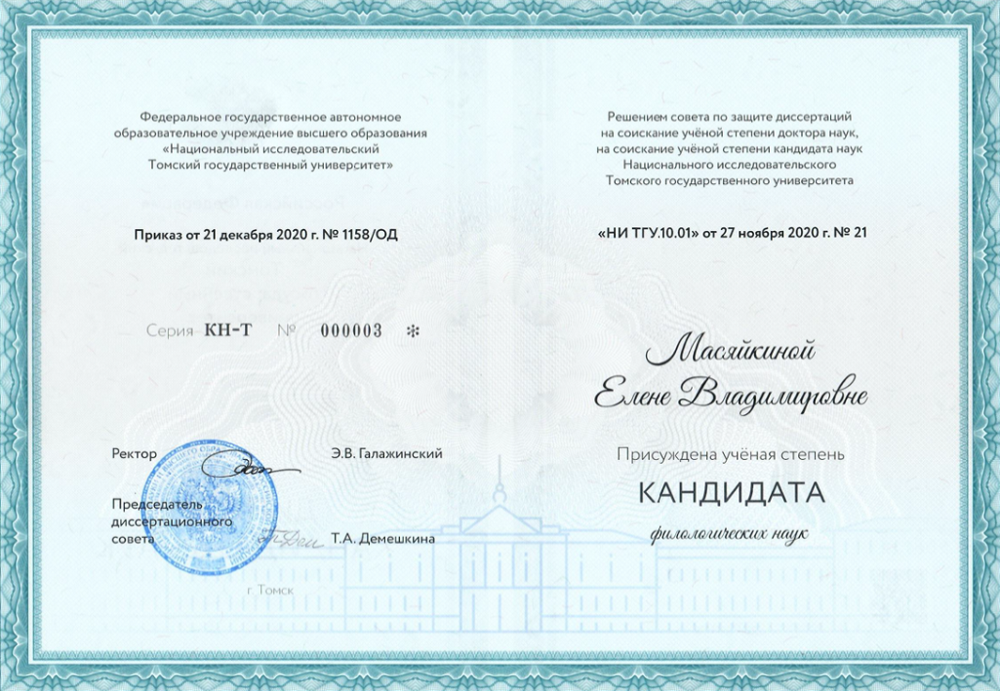 Федеральное государственное автономное
образовательное учреждение высшего образования
«Национальный исследовательский
Томский государственный университет»
Приказ от 21 декабря 2020 г. № 1158/ОД
Серия КН-Т № 000003 *
Ректор
Э.В. Галажинский
Председатель
диссертационного
совета
Т.А. Демешкина
г. Томск
Решением совета по защите диссертаций
на соискание учёной степени доктора наук,
на соискание учёной степени кандидата наук
Национального исследовательского
Томского государственного университета
«НИ ТГУ.10.01» от 27 ноября 2020 г. № 21
Масяйкиной
Елене Владимировне
Присуждена учёная степень
КАНДИДАТА
филологических наук